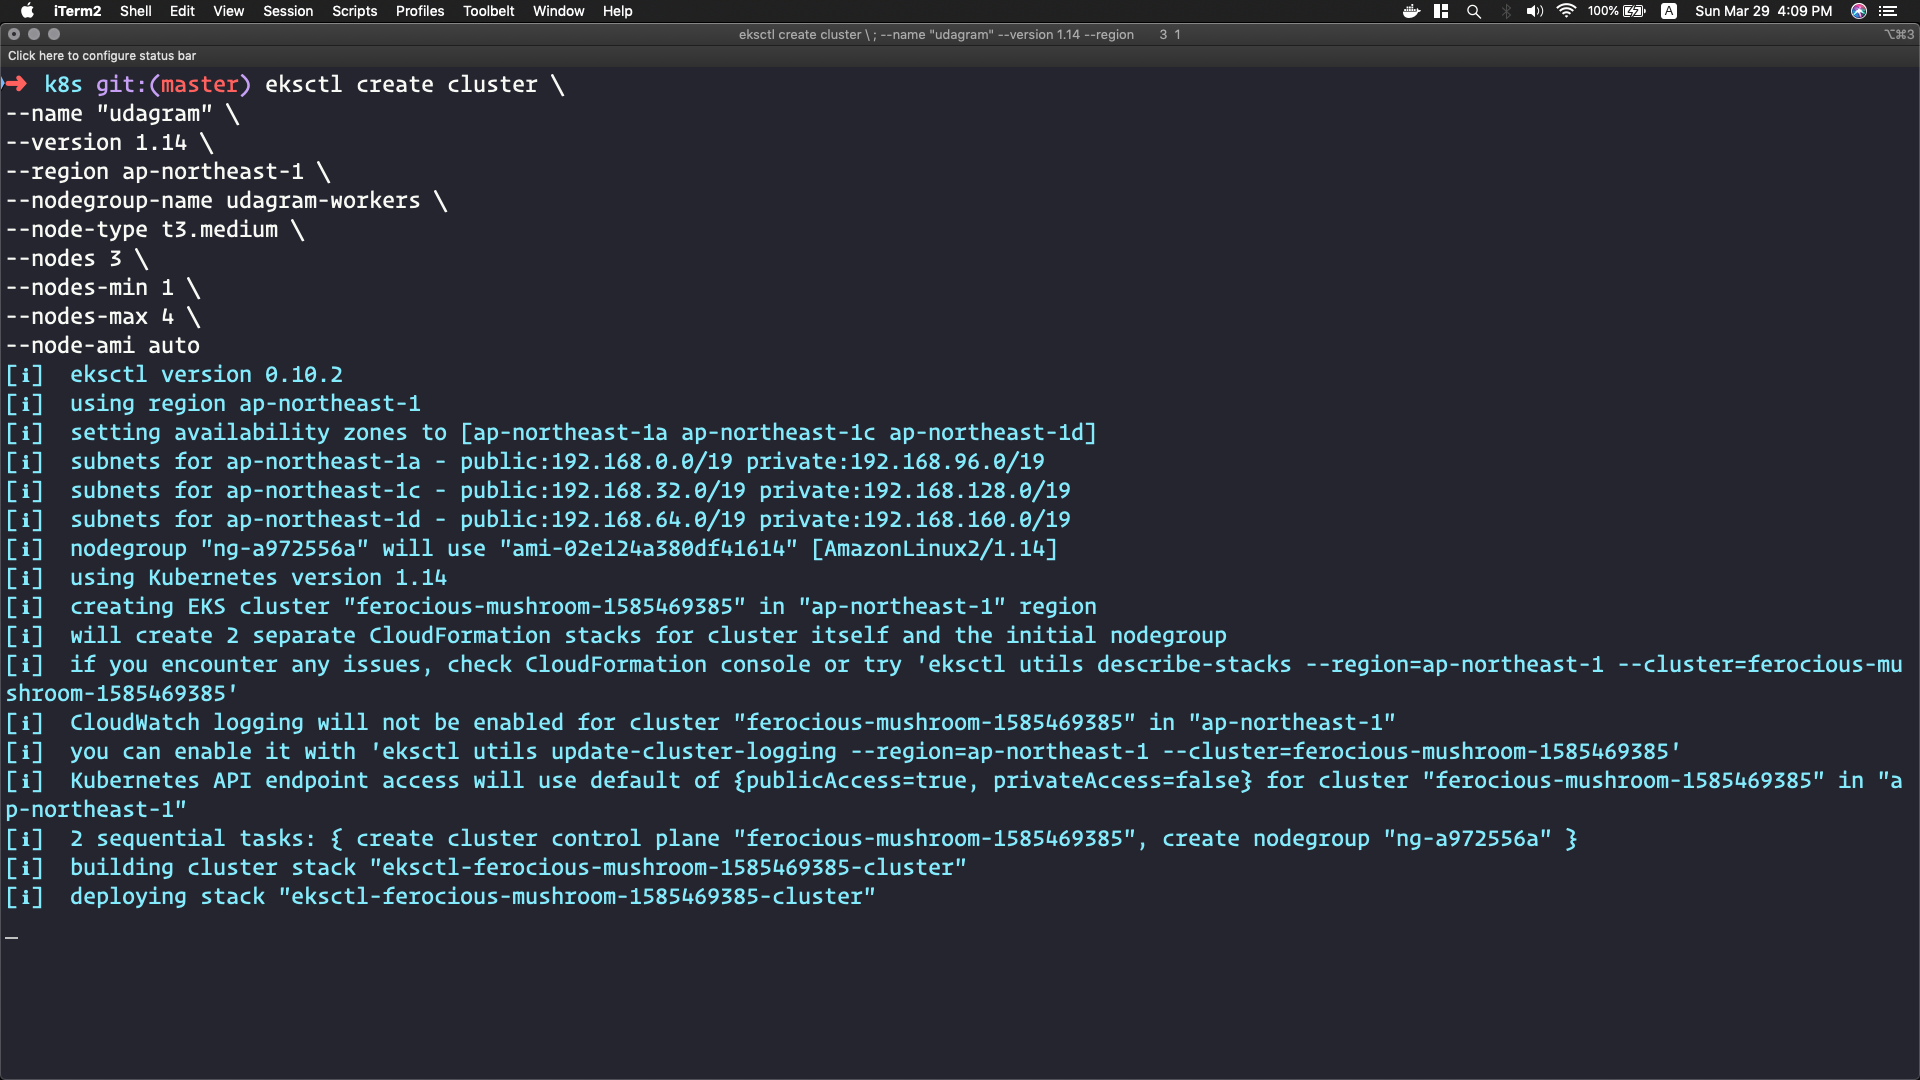 iTerm2 Shell Edit View Session Scripts Profiles Toolbelt Window Help 100% A Sun Mar 29 4:09 PM
eksctl create cluster \ ; --name "udagram" --version 1.14 --region 3 1 ⌥⌘3
Click here to configure status bar
➜ k8s git:(master) eksctl create cluster \
--name "udagram" \
--version 1.14 \
--region ap-northeast-1 \
--nodegroup-name udagram-workers \
--node-type t3.medium \
--nodes 3 \
--nodes-min 1 \
--nodes-max 4 \
--node-ami auto
[ℹ]  eksctl version 0.10.2
[ℹ]  using region ap-northeast-1
[ℹ]  setting availability zones to [ap-northeast-1a ap-northeast-1c ap-northeast-1d]
[ℹ]  subnets for ap-northeast-1a - public:192.168.0.0/19 private:192.168.96.0/19
[ℹ]  subnets for ap-northeast-1c - public:192.168.32.0/19 private:192.168.128.0/19
[ℹ]  subnets for ap-northeast-1d - public:192.168.64.0/19 private:192.168.160.0/19
[ℹ]  nodegroup "ng-a972556a" will use "ami-02e124a380df41614" [AmazonLinux2/1.14]
[ℹ]  using Kubernetes version 1.14
[ℹ]  creating EKS cluster "ferocious-mushroom-1585469385" in "ap-northeast-1" region
[ℹ]  will create 2 separate CloudFormation stacks for cluster itself and the initial nodegroup
[ℹ]  if you encounter any issues, check CloudFormation console or try 'eksctl utils describe-stacks --region=ap-northeast-1 --cluster=ferocious-mu
shroom-1585469385'
[ℹ]  CloudWatch logging will not be enabled for cluster "ferocious-mushroom-1585469385" in "ap-northeast-1"
[ℹ]  you can enable it with 'eksctl utils update-cluster-logging --region=ap-northeast-1 --cluster=ferocious-mushroom-1585469385'
[ℹ]  Kubernetes API endpoint access will use default of {publicAccess=true, privateAccess=false} for cluster "ferocious-mushroom-1585469385" in "a
p-northeast-1"
[ℹ]  2 sequential tasks: { create cluster control plane "ferocious-mushroom-1585469385", create nodegroup "ng-a972556a" }
[ℹ]  building cluster stack "eksctl-ferocious-mushroom-1585469385-cluster"
[ℹ]  deploying stack "eksctl-ferocious-mushroom-1585469385-cluster"